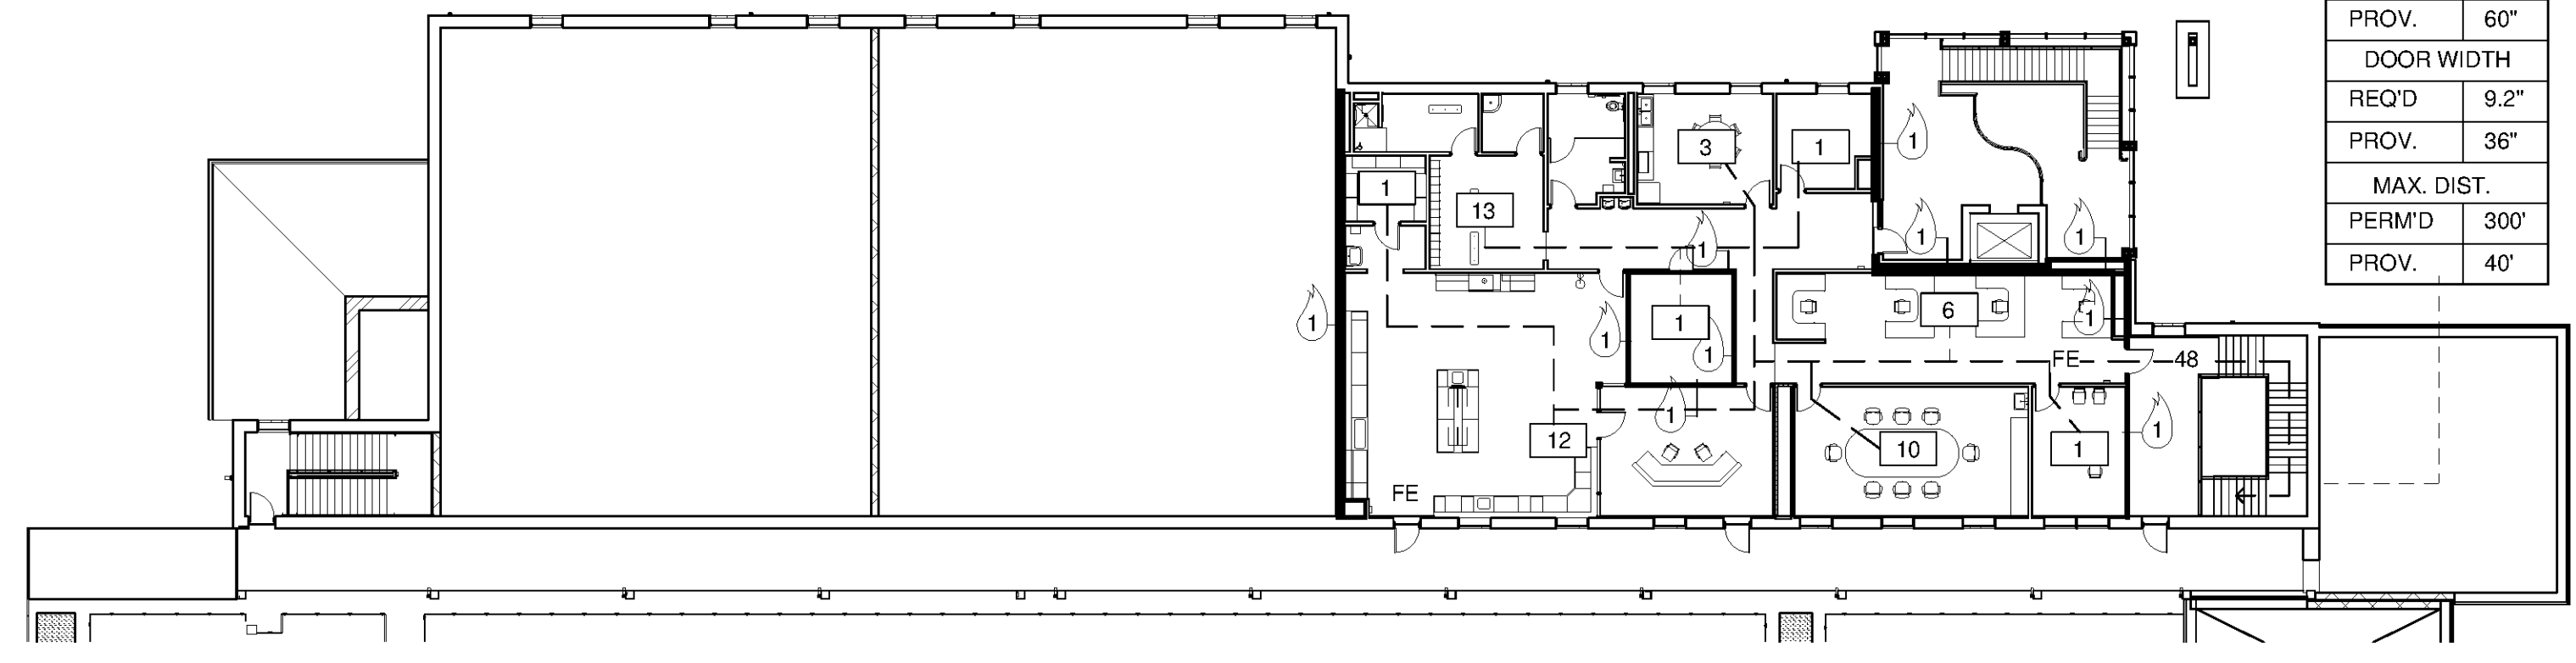 PROV. 60"
DOOR WIDTH
REQ'D 9.2"
PROV. 36"
MAX. DIST.
PERM'D 300'
PROV. 40'
1
3
1
1
13
1
1
1
1
1
1
6
1
1
1
FE
48
1
12
10
1
1
FE